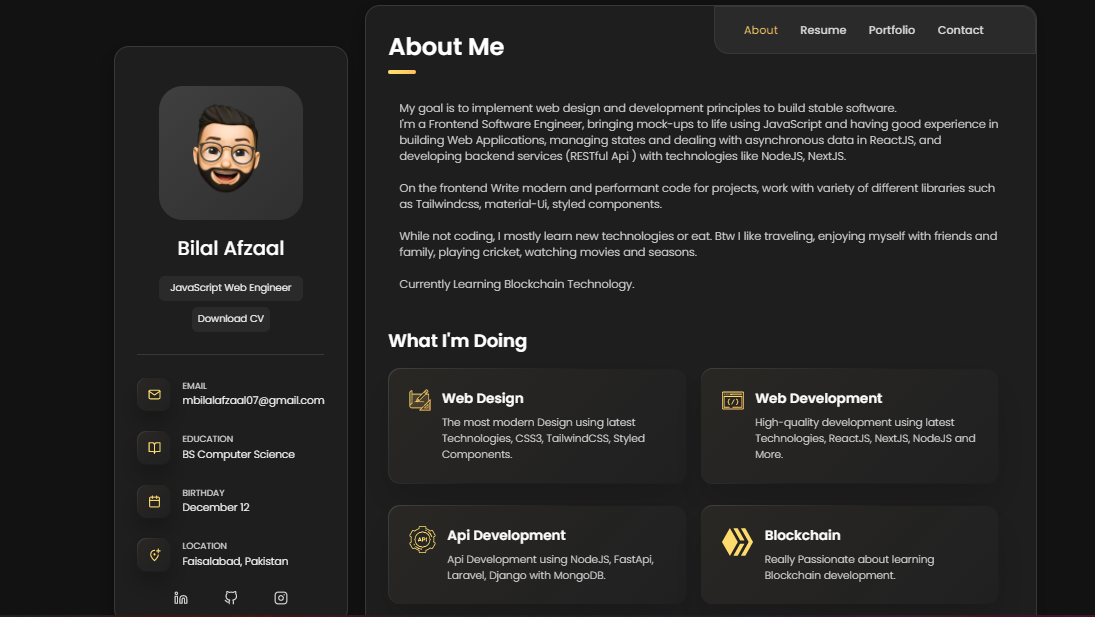 About Resume Portfolio Contact
Bilal Afzaal
JavaScript Web Engineer
Download CV
EMAIL
mbilalafzaal07@gmail.com
EDUCATION
BS Computer Science
BIRTHDAY
December 12
LOCATION
Faisalabad, Pakistan
About Me
My goal is to implement web design and development principles to build stable software.
I'm a Frontend Software Engineer, bringing mock-ups to life using JavaScript and having good experience in
building Web Applications, managing states and dealing with asynchronous data in ReactJS, and
developing backend services (RESTful Api ) with technologies like NodeJS, NextJS.
On the frontend Write modern and performant code for projects, work with variety of different libraries such
as Tailwindcss, material-Ui, styled components.
While not coding, I mostly learn new technologies or eat. Btw I like traveling, enjoying myself with friends and
family, playing cricket, watching movies and seasons.
Currently Learning Blockchain Technology.
What I'm Doing
Web Design
The most modern Design using latest
Technologies, CSS3, TailwindCSS, Styled
Components.
Web Development
High-quality development using latest
Technologies, ReactJS, NextJS, NodeJS and
More.
API
Api Development
Api Development using NodeJS, FastApi,
Laravel, Django with MongoDB.
Blockchain
Really Passionate about learning
Blockchain development.